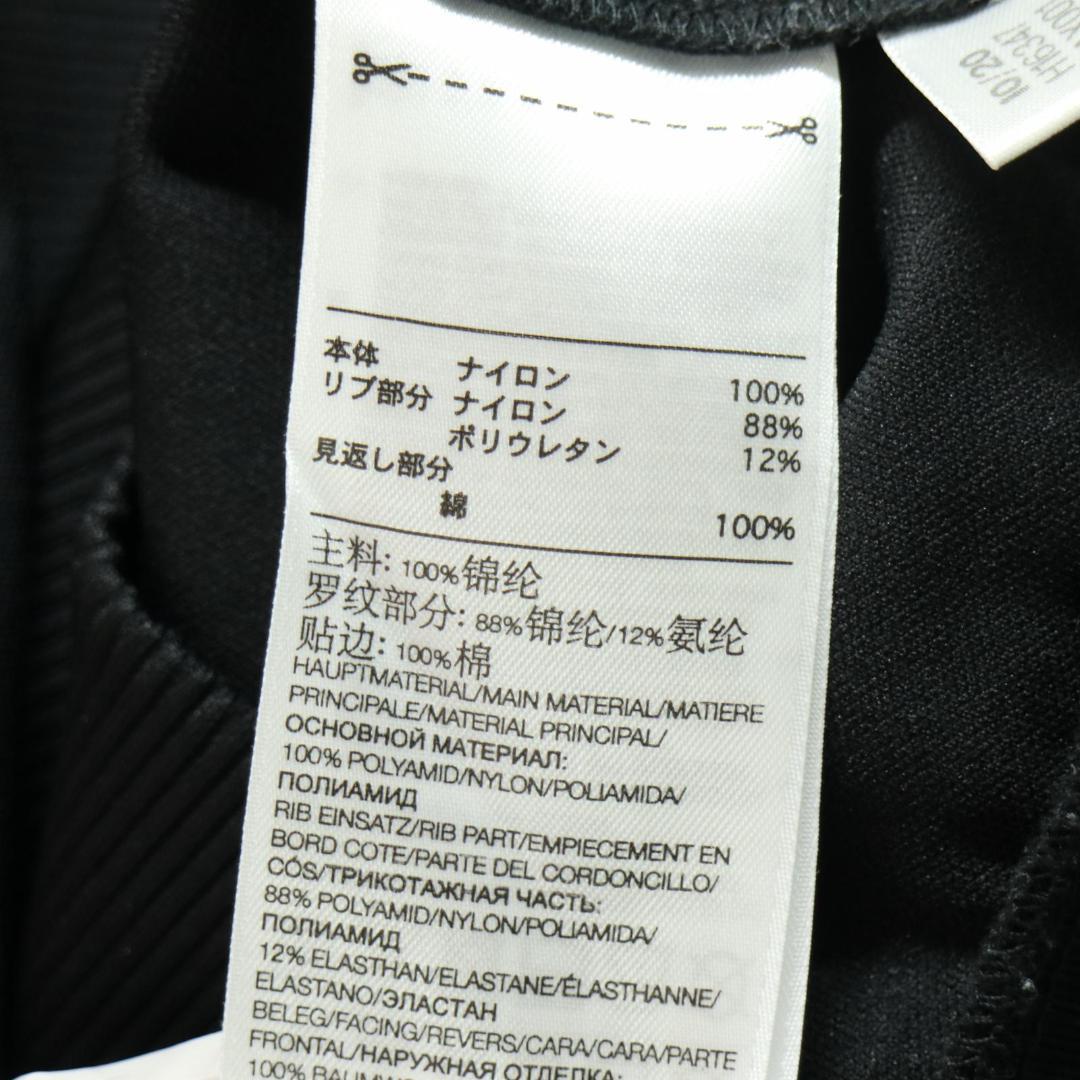 10/20
H16347
本体 ナイロン 100%
リブ部分 ナイロン 88%
ポリウレタン 12%
見返し部分
綿 100%
主料: 100%锦纶
罗纹部分: 88%锦纶/12%氨纶
贴边: 100%棉
HAUPTMATERIAL/MAIN MATERIAL/MATIERE
PRINCIPALE/MATERIAL PRINCIPAL/
ОСНОВНОЙ МАТЕРИАЛ:
100% POLYAMID/NYLON/POLIAMIDA/
ПОЛИАМИД
RIB EINSATZ/RIB PART/EMPIECEMENT EN
BORD COTE/PARTE DEL CORDONCILLO/
CÓS/ТРИКОТАЖНАЯ ЧАСТЬ:
88% POLYAMID/NYLON/POLIAMIDA/
ПОЛИАМИД
12% ELASTHAN/ELASTANE/ÉLASTHANNE/
ELASTANO/ЭЛАСТАН
BELEG/FACING/REVERS/CARA/CARA/PARTE
FRONTAL/НАРУЖНАЯ ОТДЕЛКА:
100%